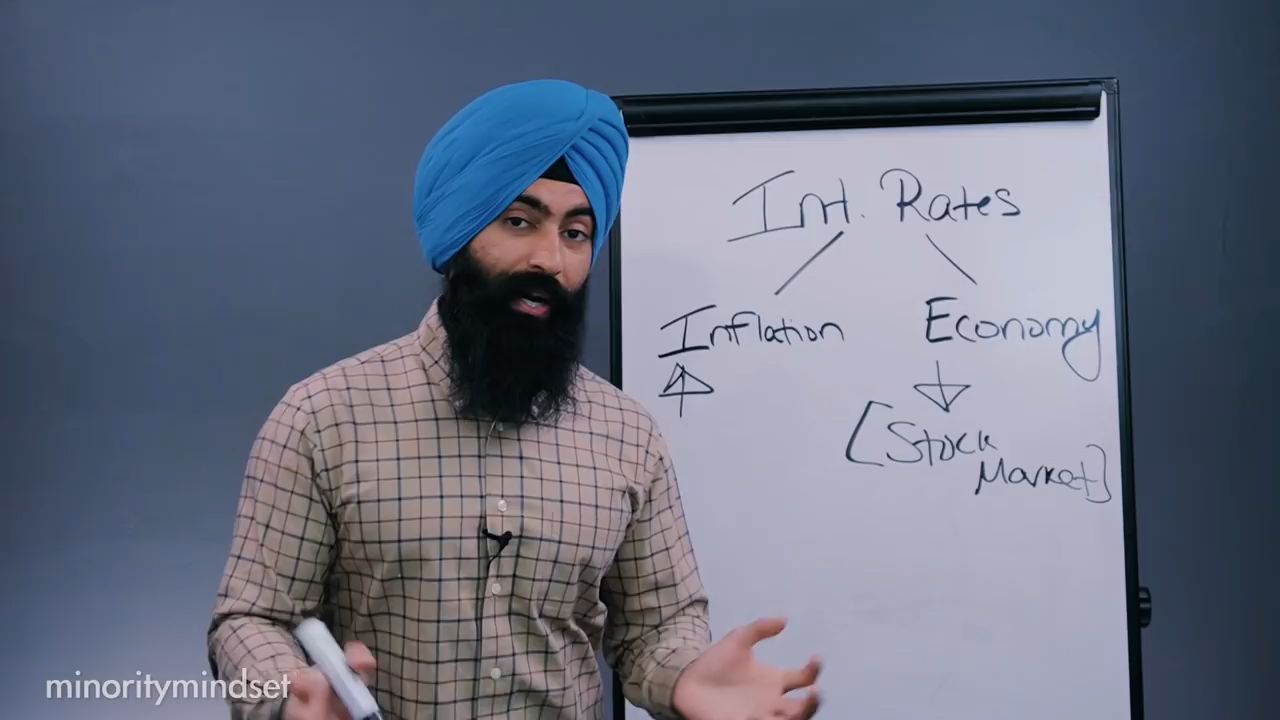 Int. Rates
Inflation
Economy
[Stock
Market]
minoritymindset